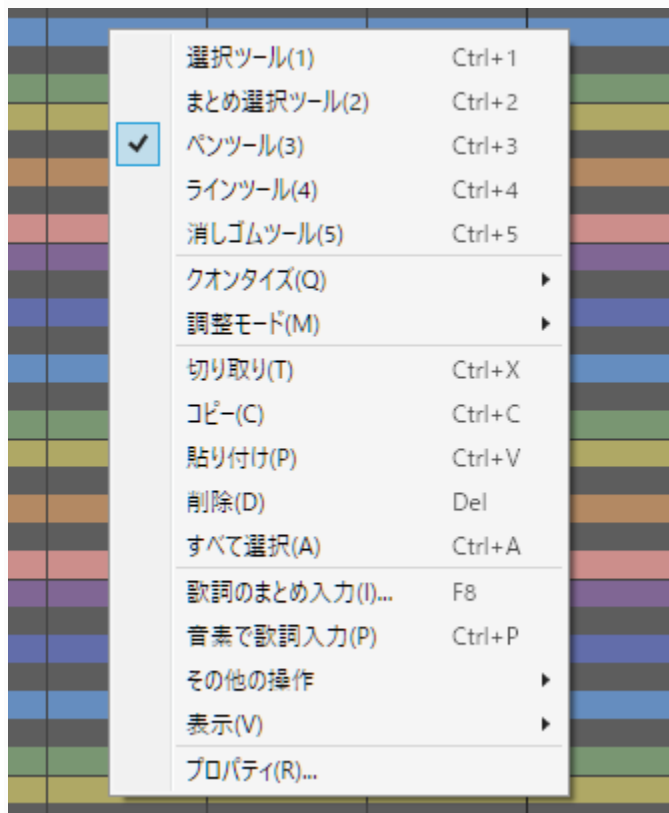 選択ツール(1) Ctrl+1
まとめ選択ツール(2) Ctrl+2
ペンツール(3) Ctrl+3
ラインツール(4) Ctrl+4
消しゴムツール(5) Ctrl+5
クオンタイズ(Q)
調整モード(M)
切り取り(T) Ctrl+X
コピー(C) Ctrl+C
貼り付け(P) Ctrl+V
削除(D) Del
すべて選択(A) Ctrl+A
歌詞のまとめ入力(I)... F8
音素で歌詞入力(P) Ctrl+P
その他の操作
表示(V)
プロパティ(R)...